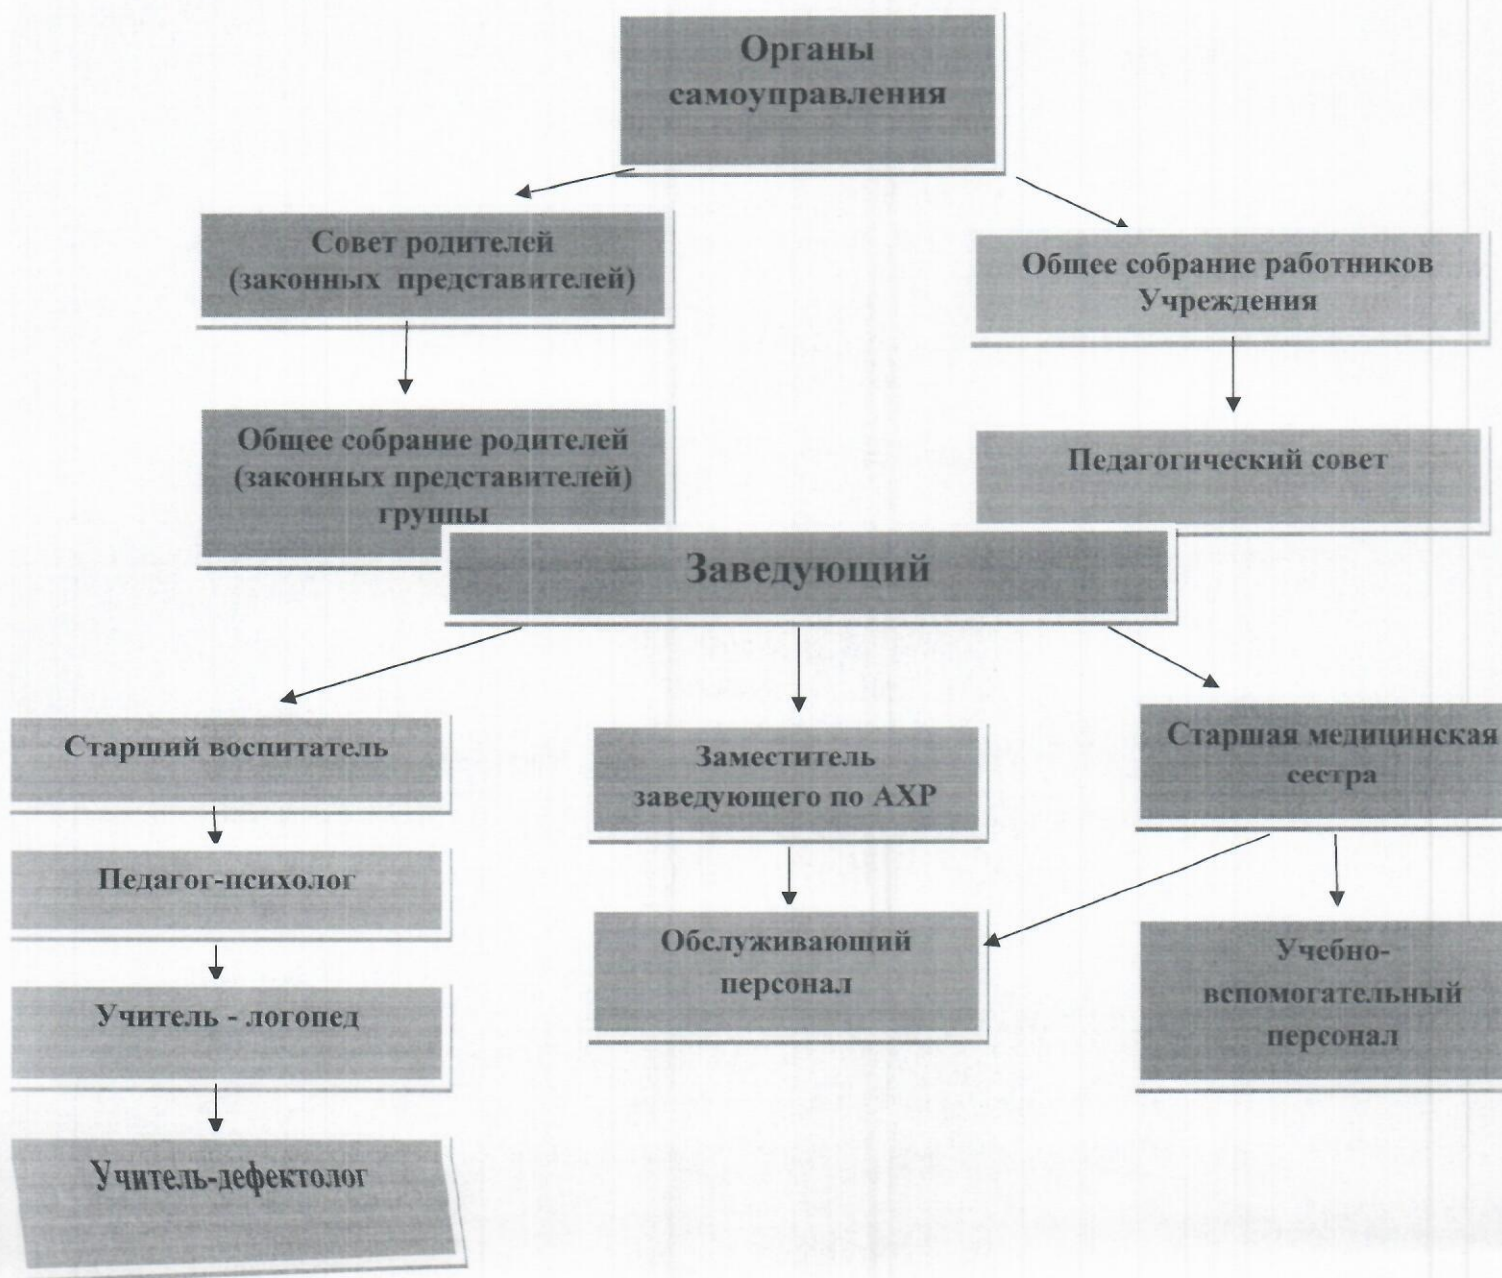 Органы
самоуправления
Совет родителей
(законных представителей)
Общее собрание работников
Учреждения
Общее собрание родителей
(законных представителей)
группы
Педагогический совет
Заведующий
Старший воспитатель
Заместитель
заведующего по АХР
Старшая медицинская
сестра
Педагог-психолог
Обслуживающий
персонал
Учебно-
вспомогательный
персонал
Учитель - логопед
Учитель-дефектолог